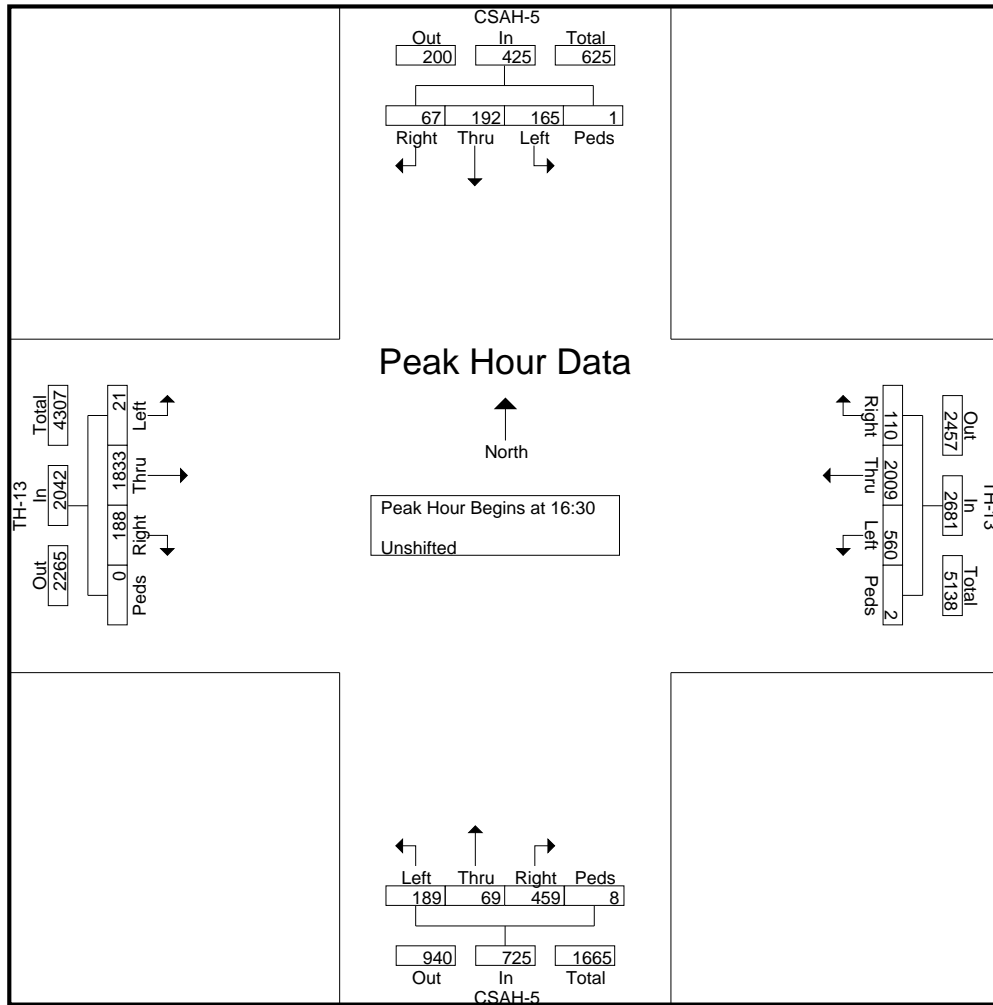 CSAH-5
Out In Total
200 425 625
67 192 165 1
Right Thru Left Peds
Peak Hour Data
North
Peak Hour Begins at 16:30
Unshifted
TH-13
Total In Out
4307 2042 2265
21 1833 188 0
Left Thru Right Peds
Right Thru Left Peds
110 2009 560 2
Out In Total
2457 2681 5138
TH-13
Left Thru Right Peds
189 69 459 8
940 725 1665
Out In Total
CSAH-5